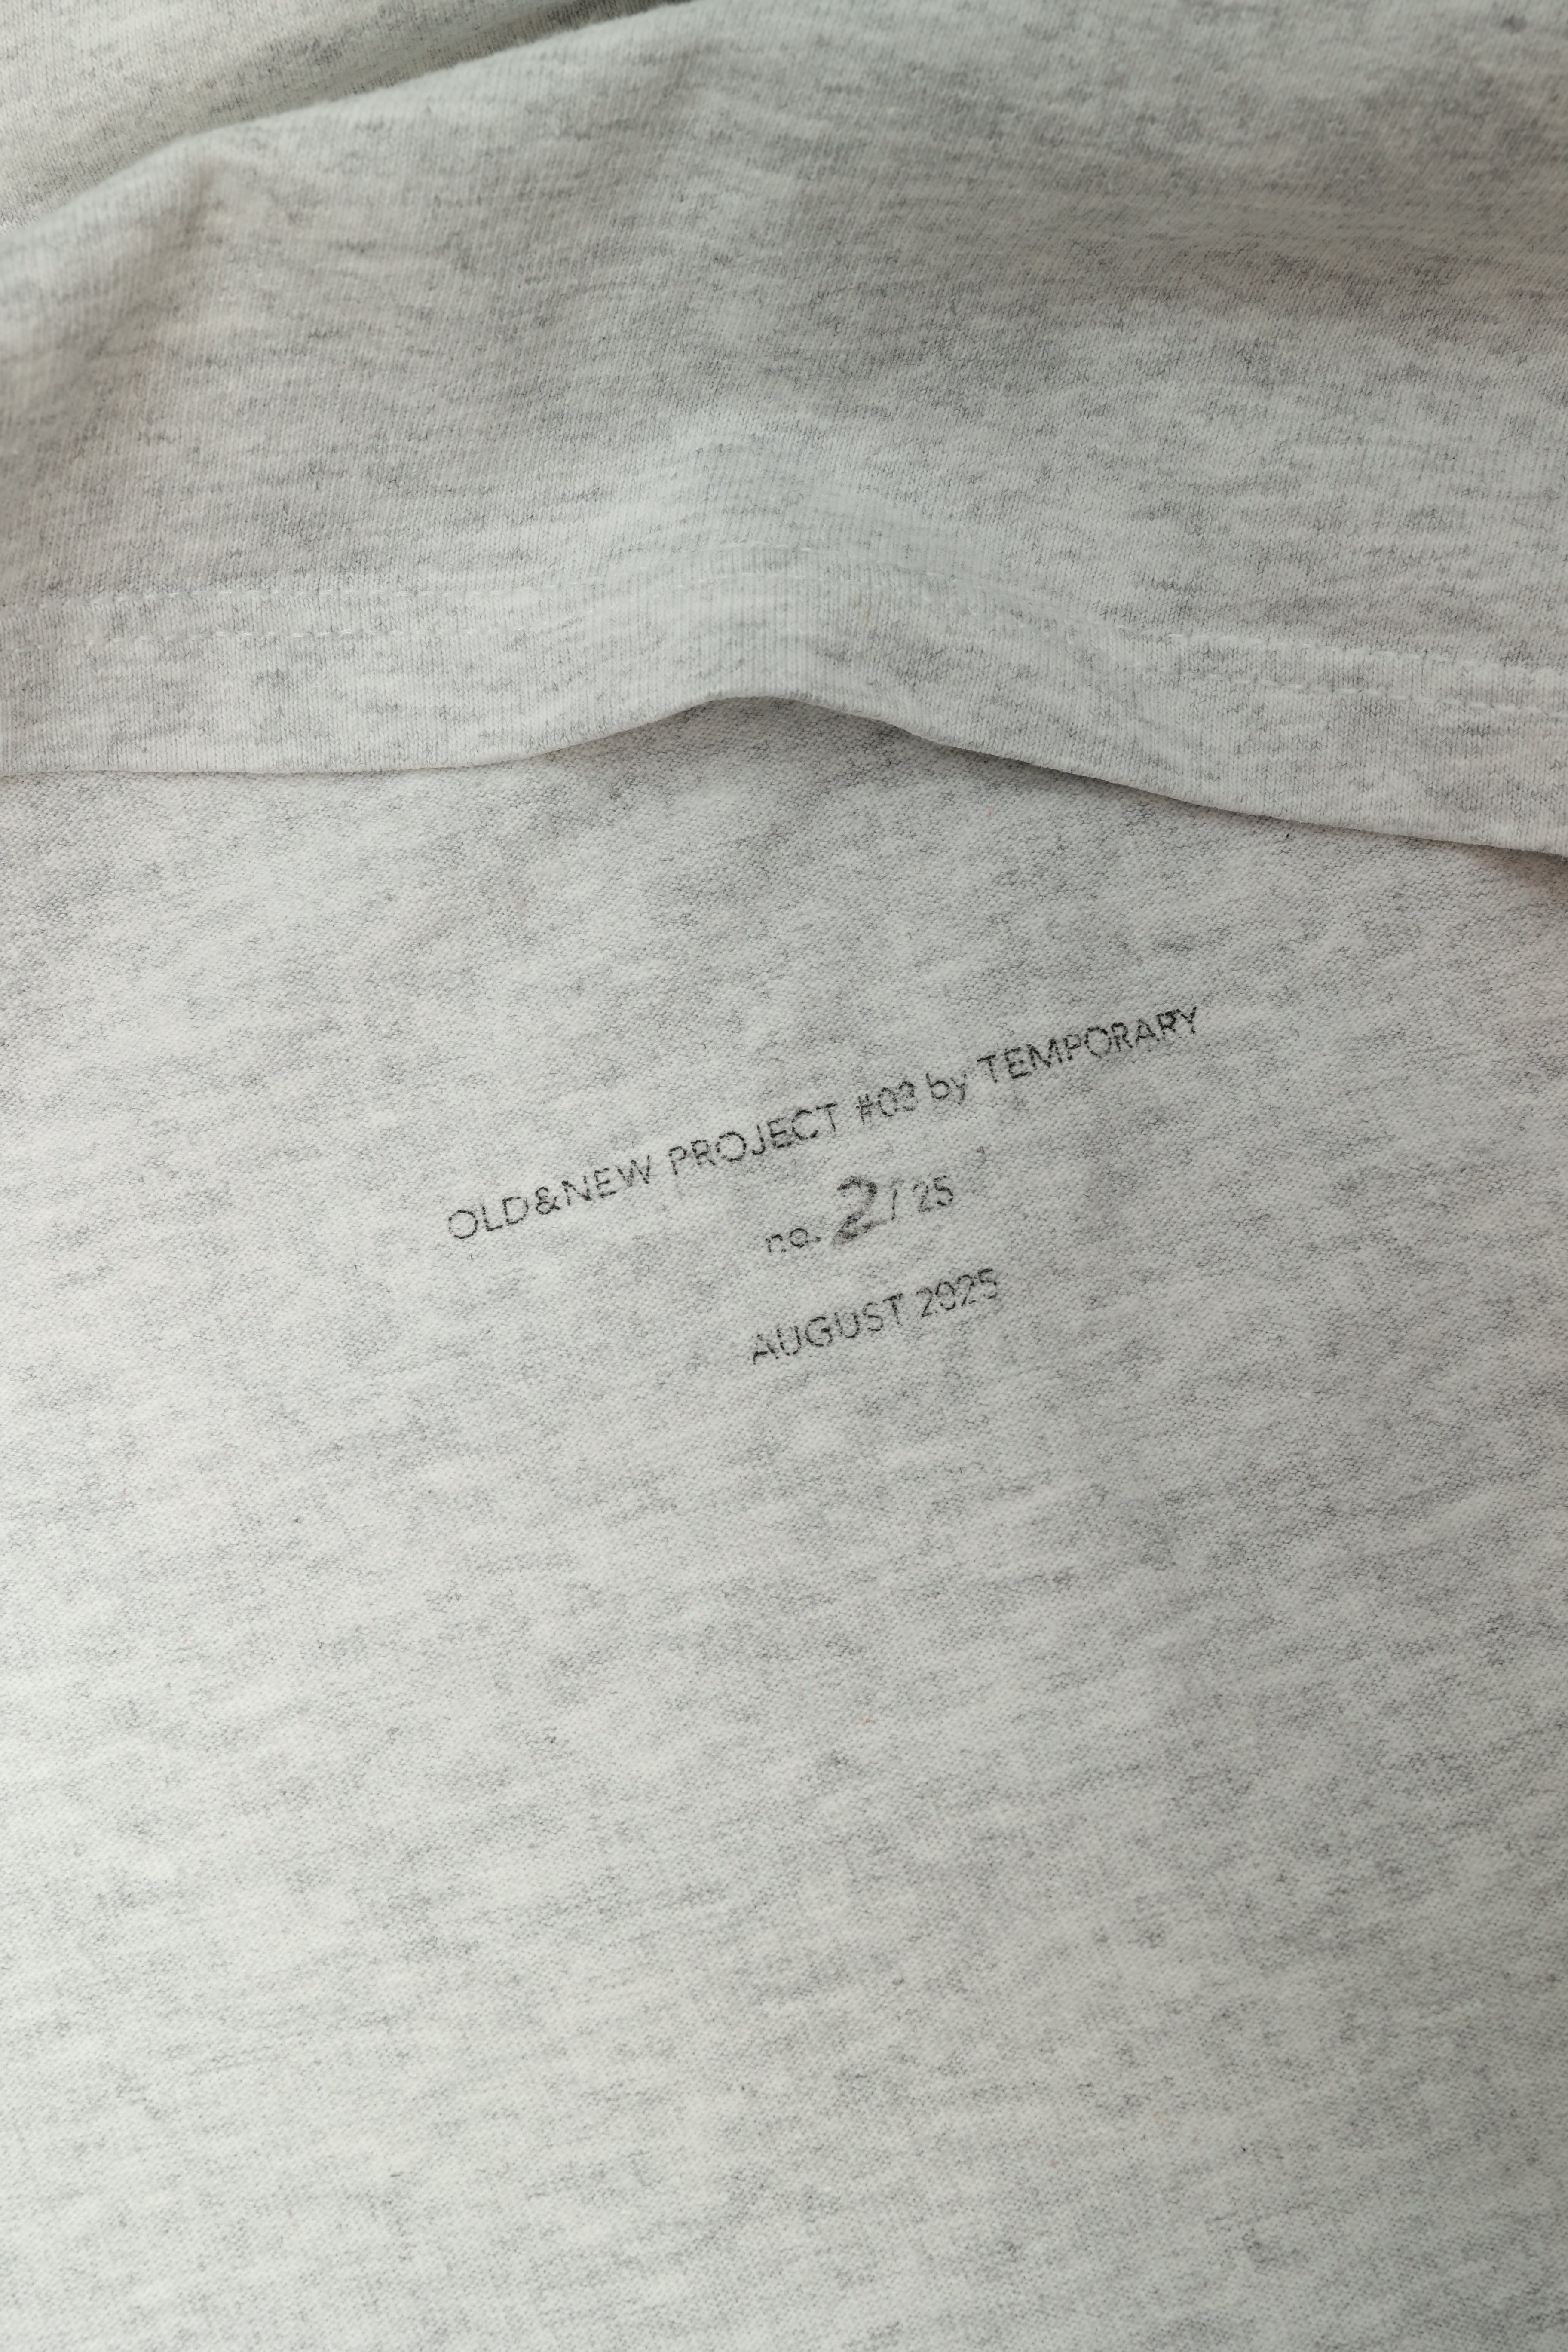 OLD&NEW PROJECT #03 by TEMPORARY
no. 2 / 25
AUGUST 2025